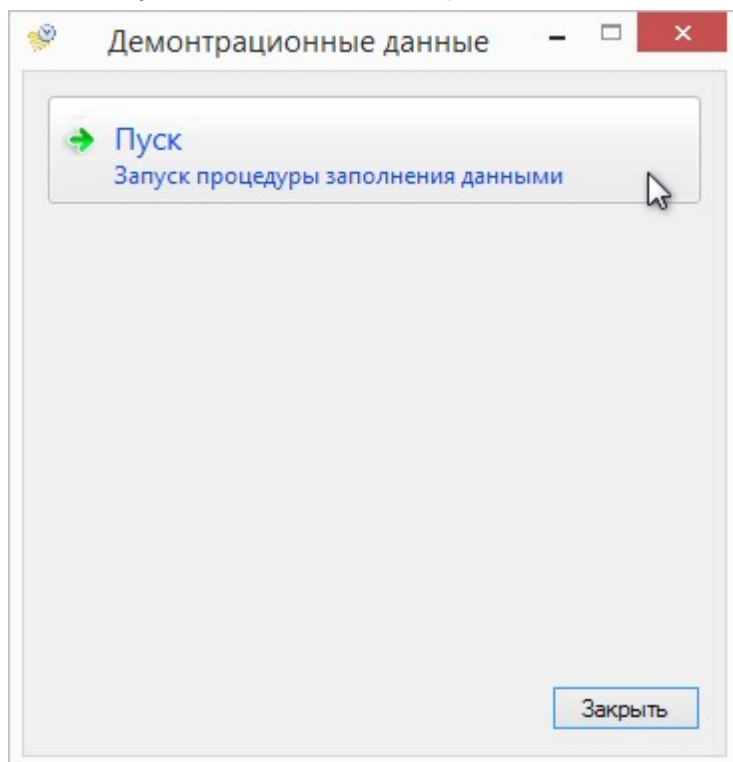 Демонтрационные данные
Пуск
Запуск процедуры заполнения данными
Закрыть